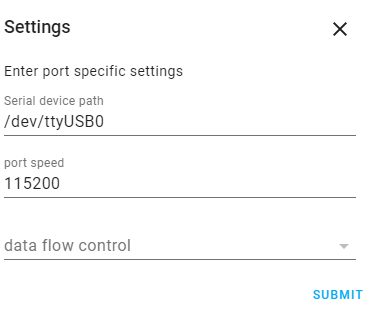 Settings
Enter port specific settings
Serial device path
/dev/ttyUSB0
port speed
115200
data flow control
SUBMIT